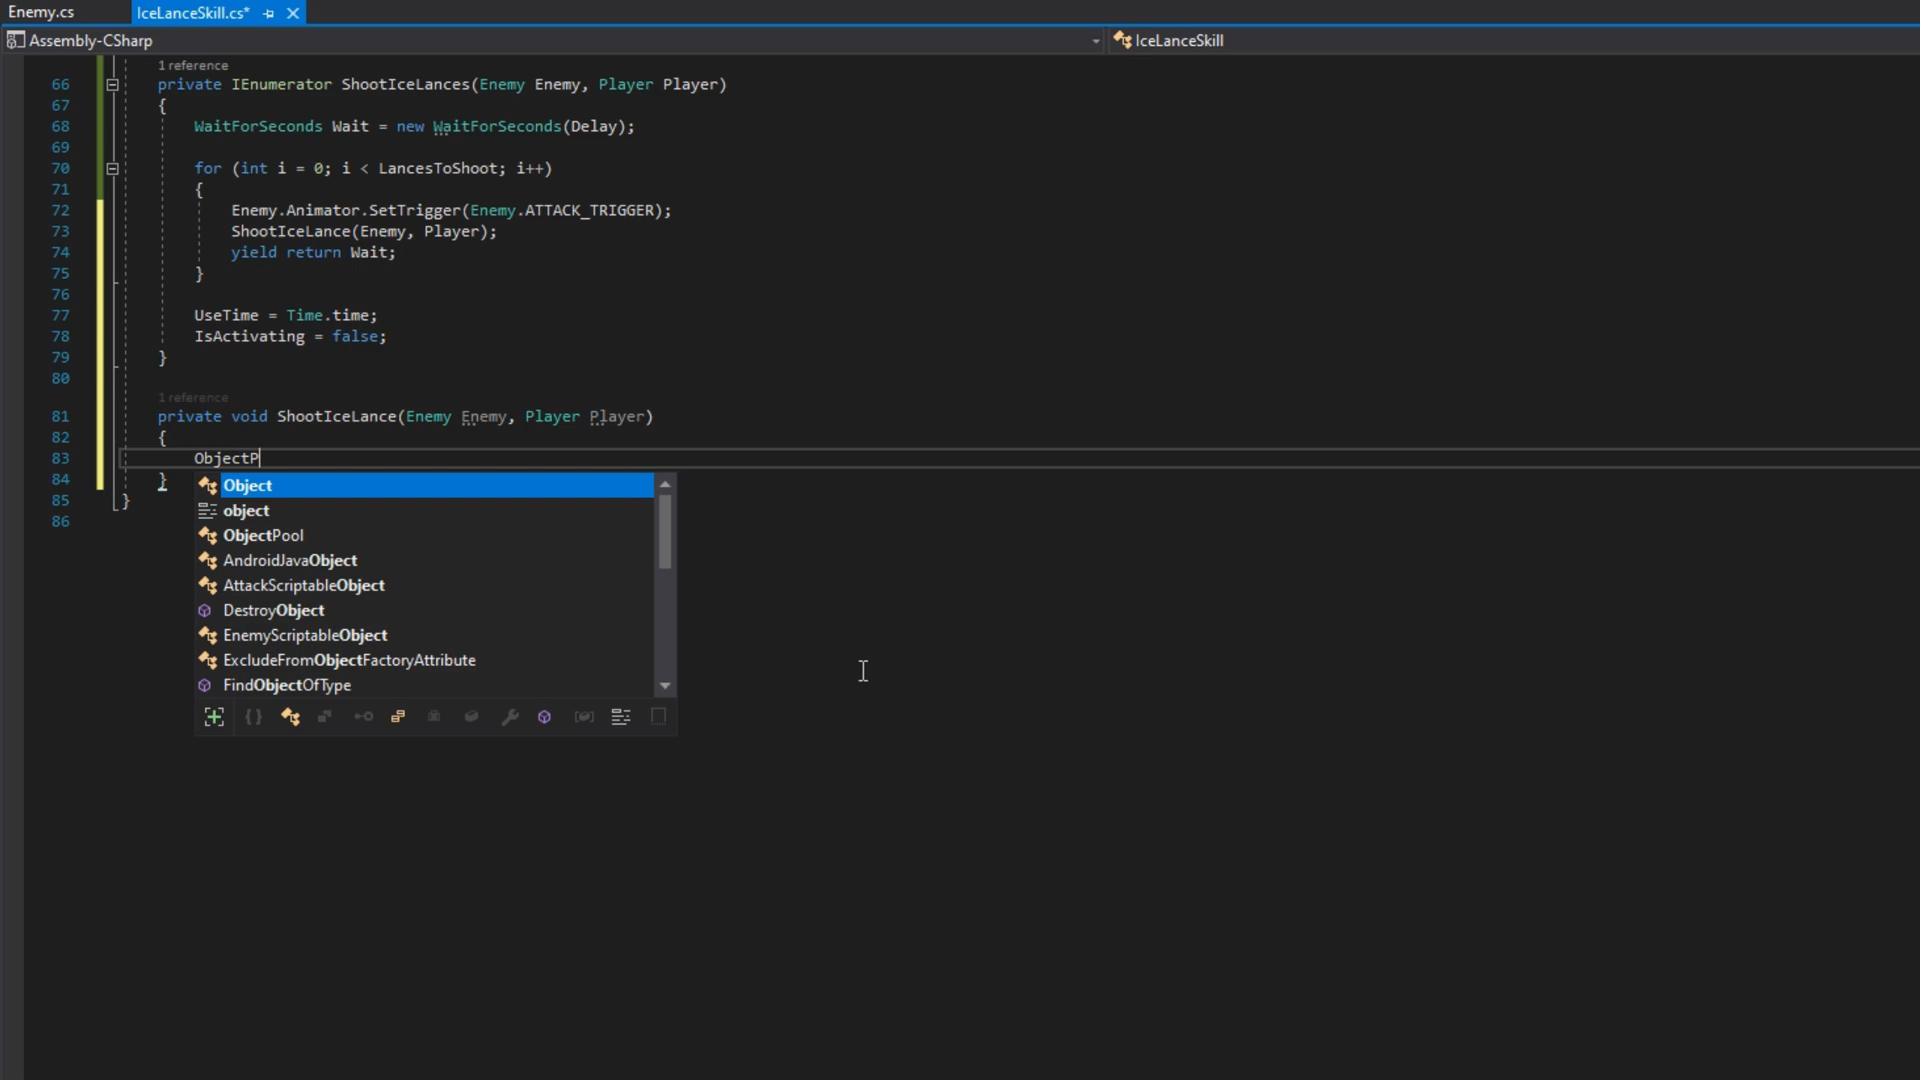 Enemy.cs IceLanceSkill.cs*
Assembly-CSharp IceLanceSkill
1 reference
66 private IEnumerator ShootIceLances(Enemy Enemy, Player Player)
67 {
68 WaitForSeconds Wait = new WaitForSeconds(Delay);
69
70 for (int i = 0; i < LancesToShoot; i++)
71 {
72 Enemy.Animator.SetTrigger(Enemy.ATTACK_TRIGGER);
73 ShootIceLance(Enemy, Player);
74 yield return Wait;
75 }
76
77 UseTime = Time.time;
78 IsActivating = false;
79 }
80
1 reference
81 private void ShootIceLance(Enemy Enemy, Player Player)
82 {
83 ObjectP
84 }
85 }
86
Object
object
ObjectPool
AndroidJavaObject
AttackScriptableObject
DestroyObject
EnemyScriptableObject
ExcludeFromObjectFactoryAttribute
FindObjectOfType